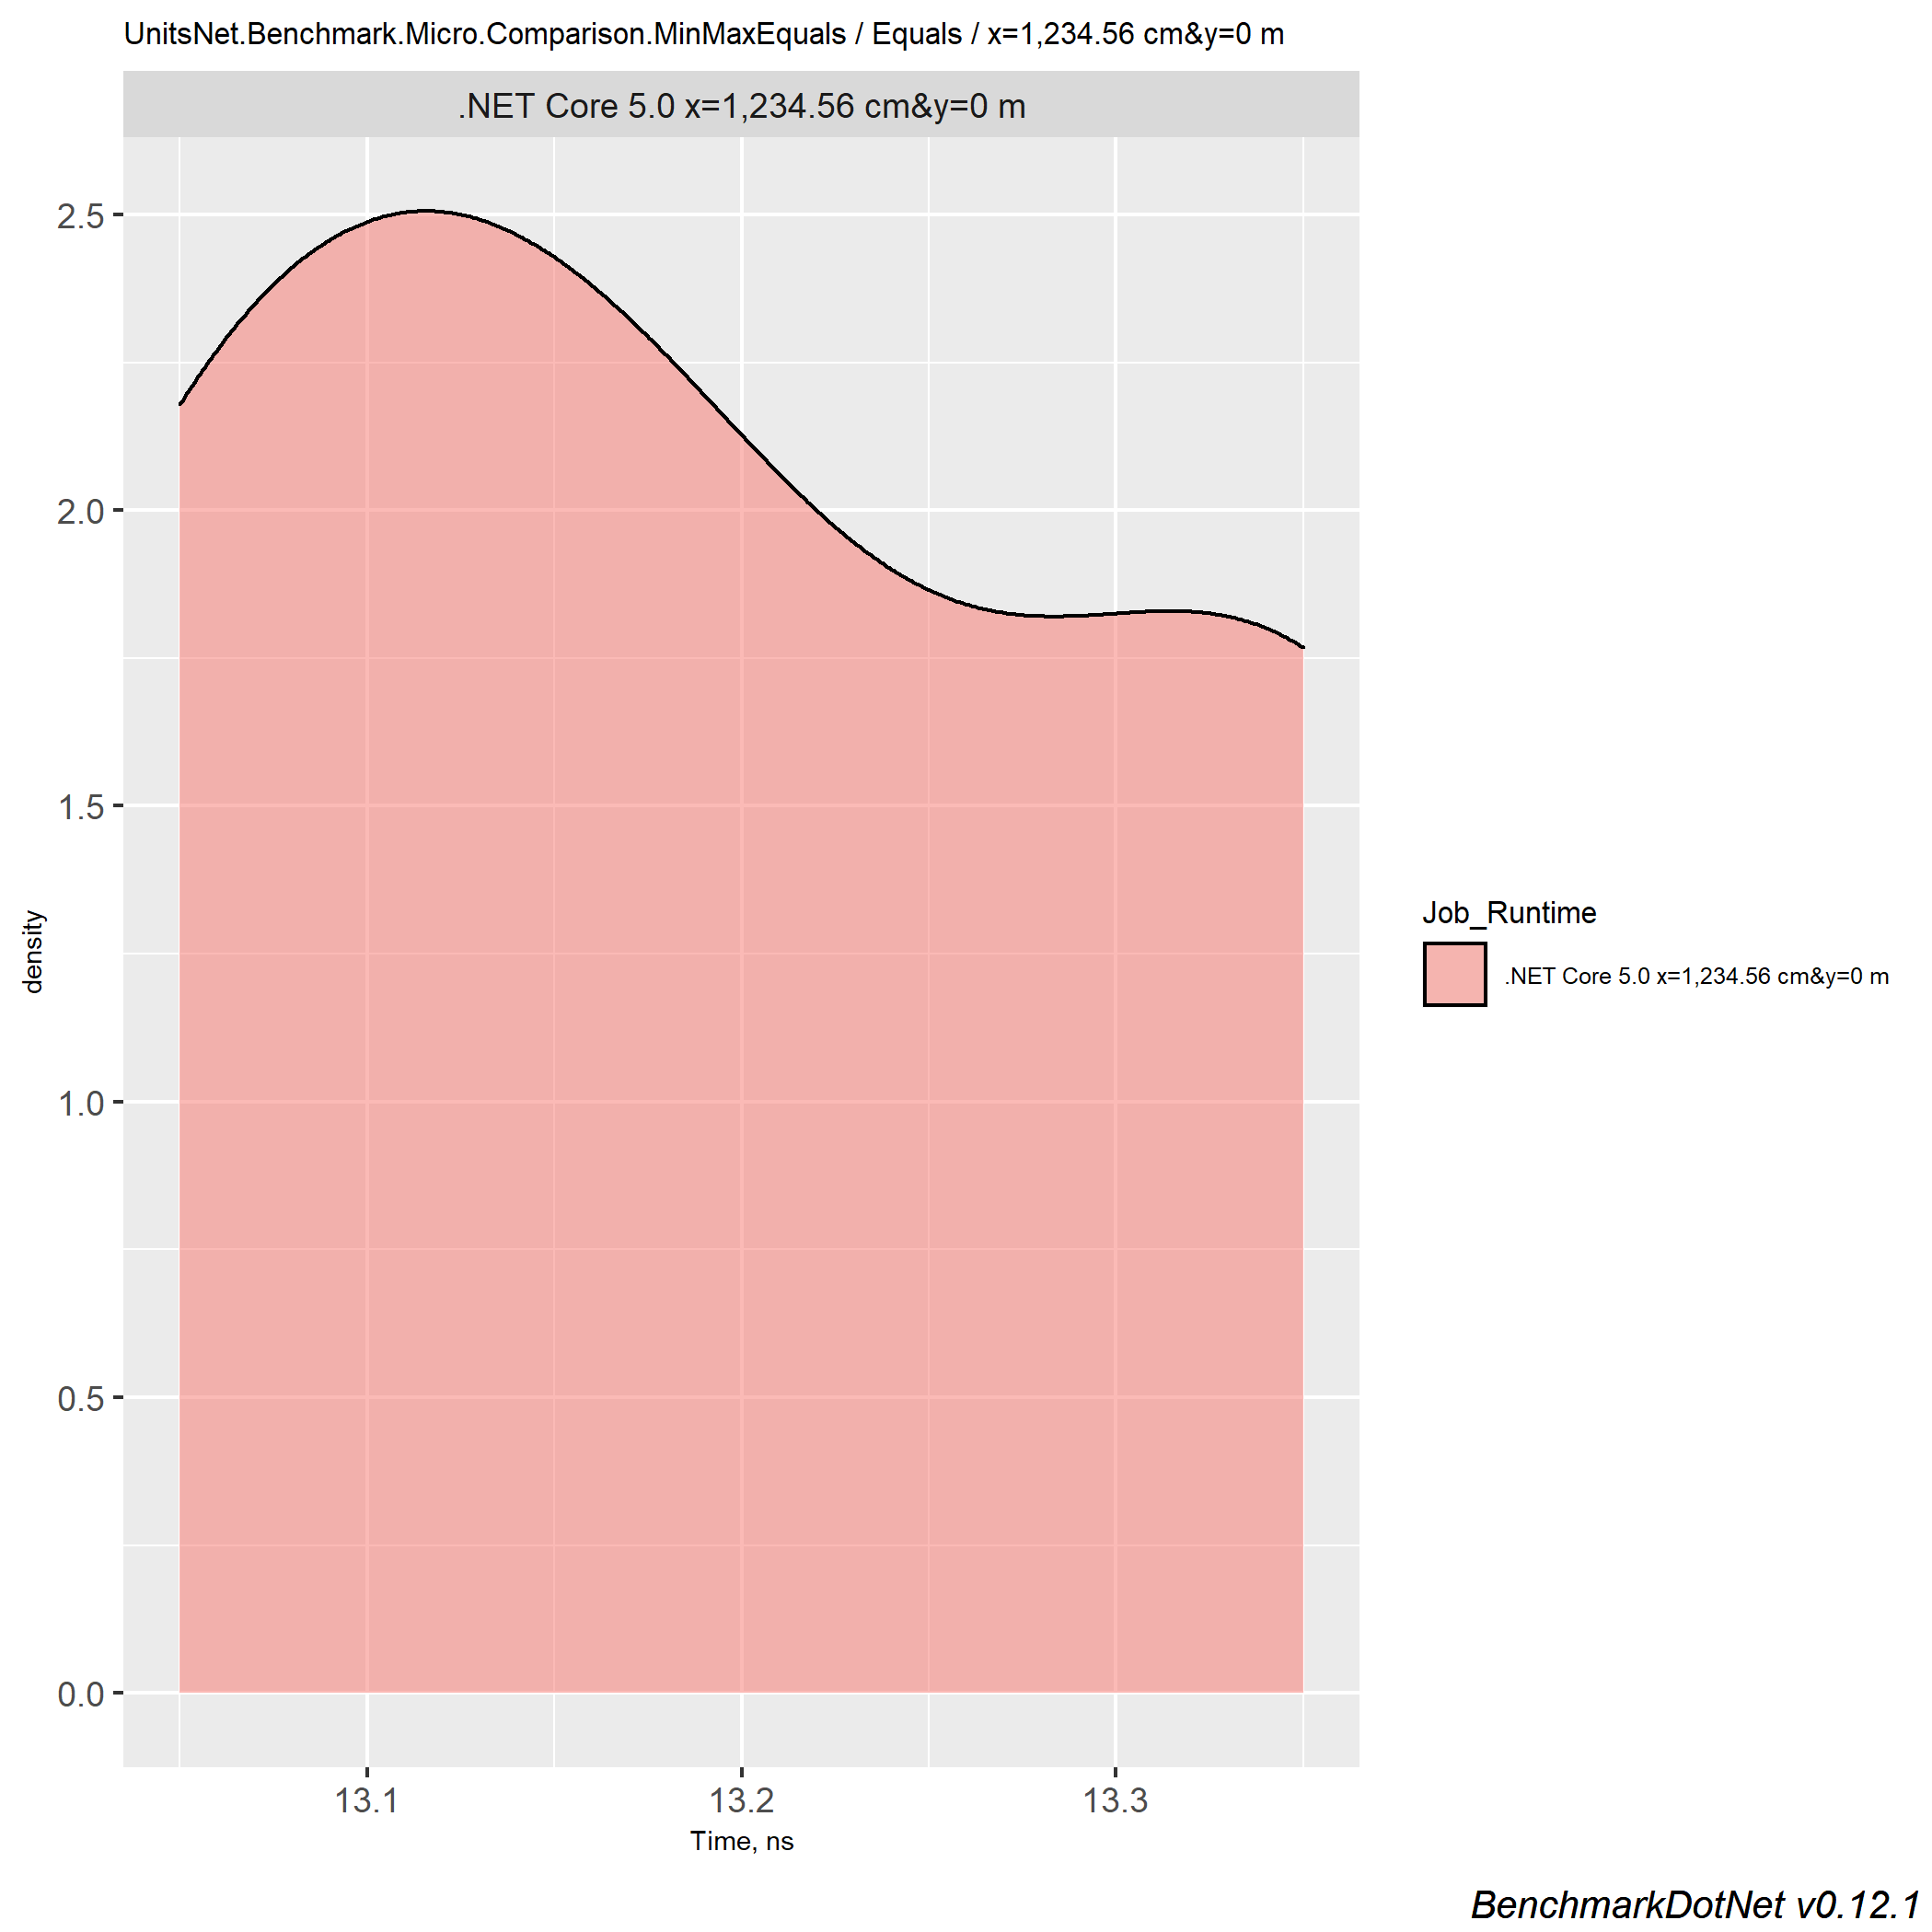 UnitsNet.Benchmark.Micro.Comparison.MinMaxEquals / Equals / x=1,234.56 cm&y=0 m
.NET Core 5.0 x=1,234.56 cm&y=0 m
2.5
2.0
1.5
1.0
0.5
0.0
density
13.1 13.2 13.3
Time, ns
Job_Runtime
.NET Core 5.0 x=1,234.56 cm&y=0 m
BenchmarkDotNet v0.12.1